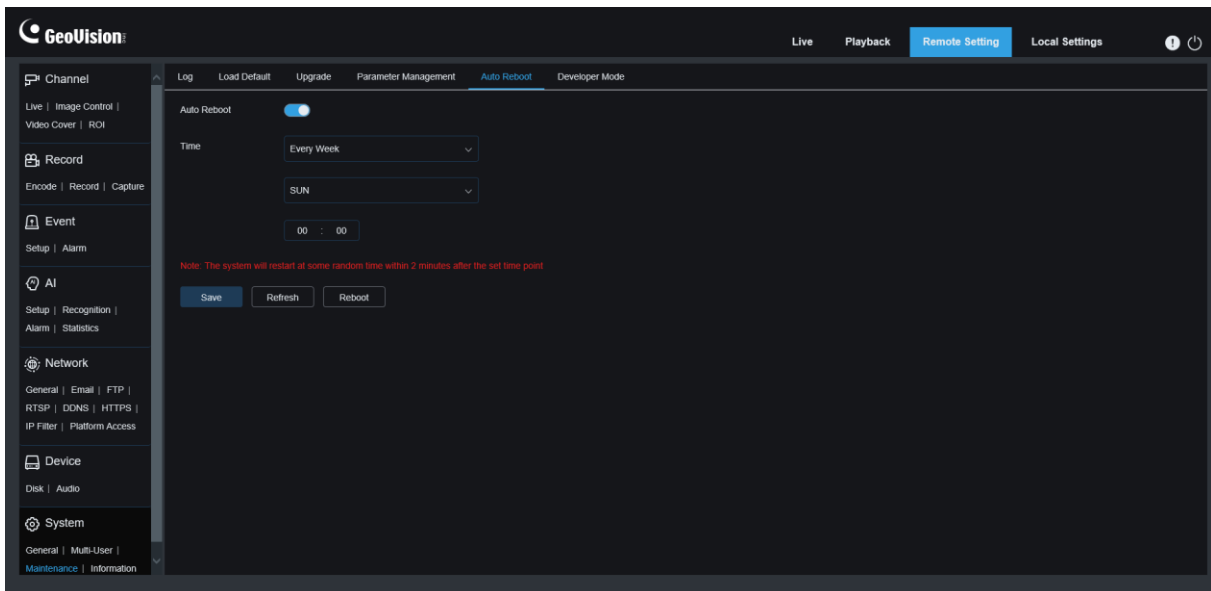 GeoVision
Live Playback Remote Setting Local Settings
Channel
Live | Image Control |
Video Cover | ROI
Record
Encode | Record | Capture
Event
Setup | Alarm
AI
Setup | Recognition |
Alarm | Statistics
Network
General | Email | FTP |
RTSP | DDNS | HTTPS |
IP Filter | Platform Access
Device
Disk | Audio
System
General | Multi-User |
Maintenance | Information
Log Load Default Upgrade Parameter Management Auto Reboot Developer Mode
Auto Reboot
Time Every Week
SUN
00 : 00
Note: The system will restart at some random time within 2 minutes after the set time point
Save Refresh Reboot